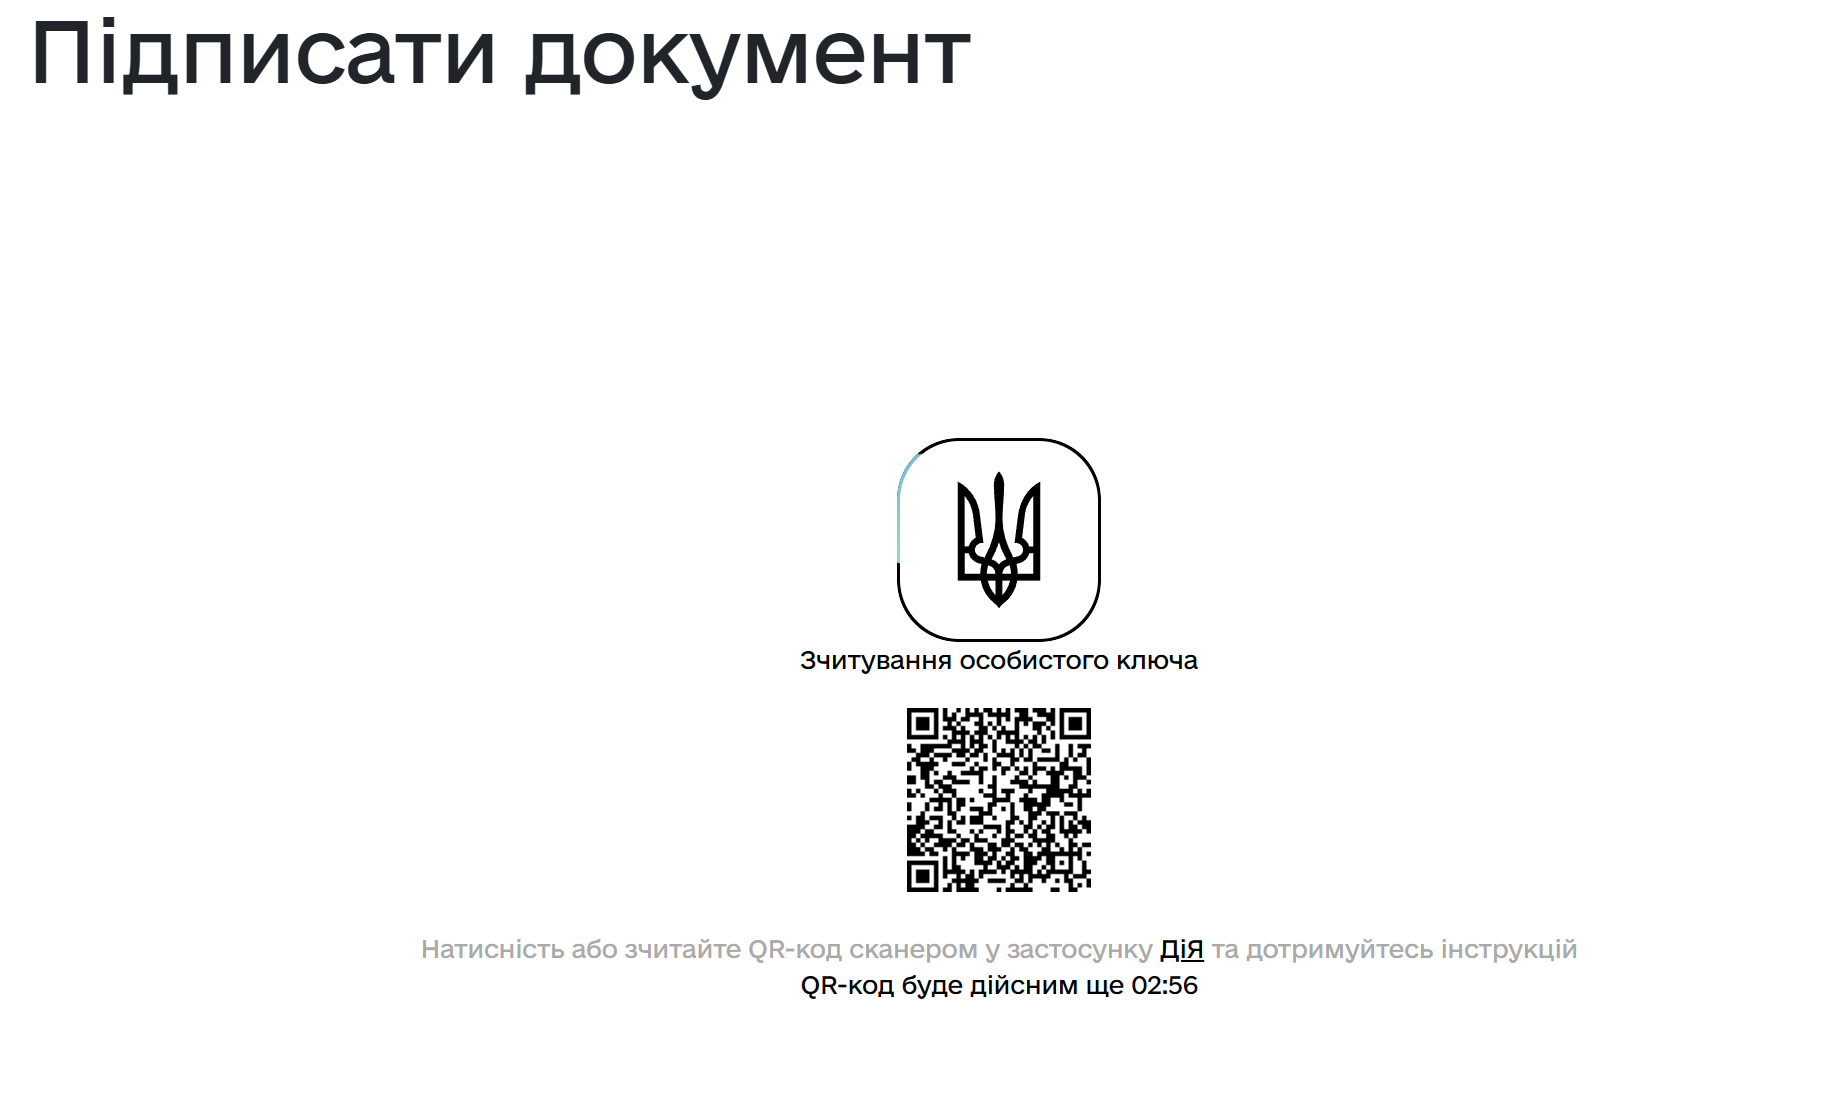 Підписати документ
Зчитування особистого ключа
Натисність або зчитайте QR-код сканером у застосунку ДіЯ та дотримуйтесь інструкцій
QR-код буде дійсним ще 02:56